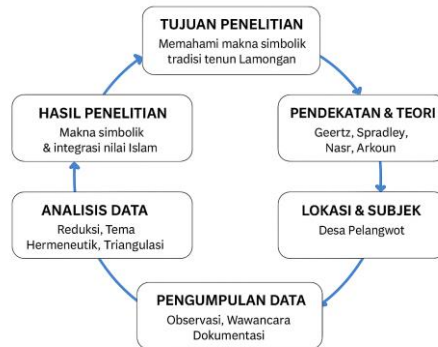 TUJUAN PENELITIAN
Memahami makna simbolik
tradisi tenun Lamongan
PENDEKATAN & TEORI
Geertz, Spradley,
Nasr, Arkoun
LOKASI & SUBJEK
Desa Pelangwot
PENGUMPULAN DATA
Observasi, Wawancara
Dokumentasi
ANALISIS DATA
Reduksi, Tema
Hermeneutik, Triangulasi
HASIL PENELITIAN
Makna simbolik
& integrasi nilai Islam